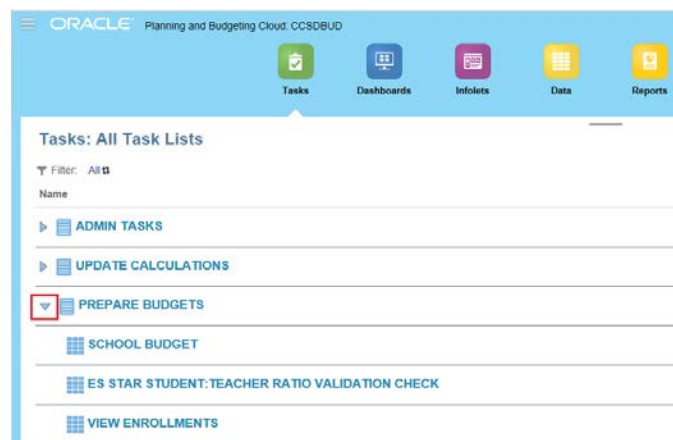 ORACLE Planning and Budgeting Cloud: CCSDBUD
Tasks Dashboards Infolets Data Reports
Tasks: All Task Lists
Filter: All
Name
ADMIN TASKS
UPDATE CALCULATIONS
PREPARE BUDGETS
SCHOOL BUDGET
ES STAR STUDENT:TEACHER RATIO VALIDATION CHECK
VIEW ENROLLMENTS